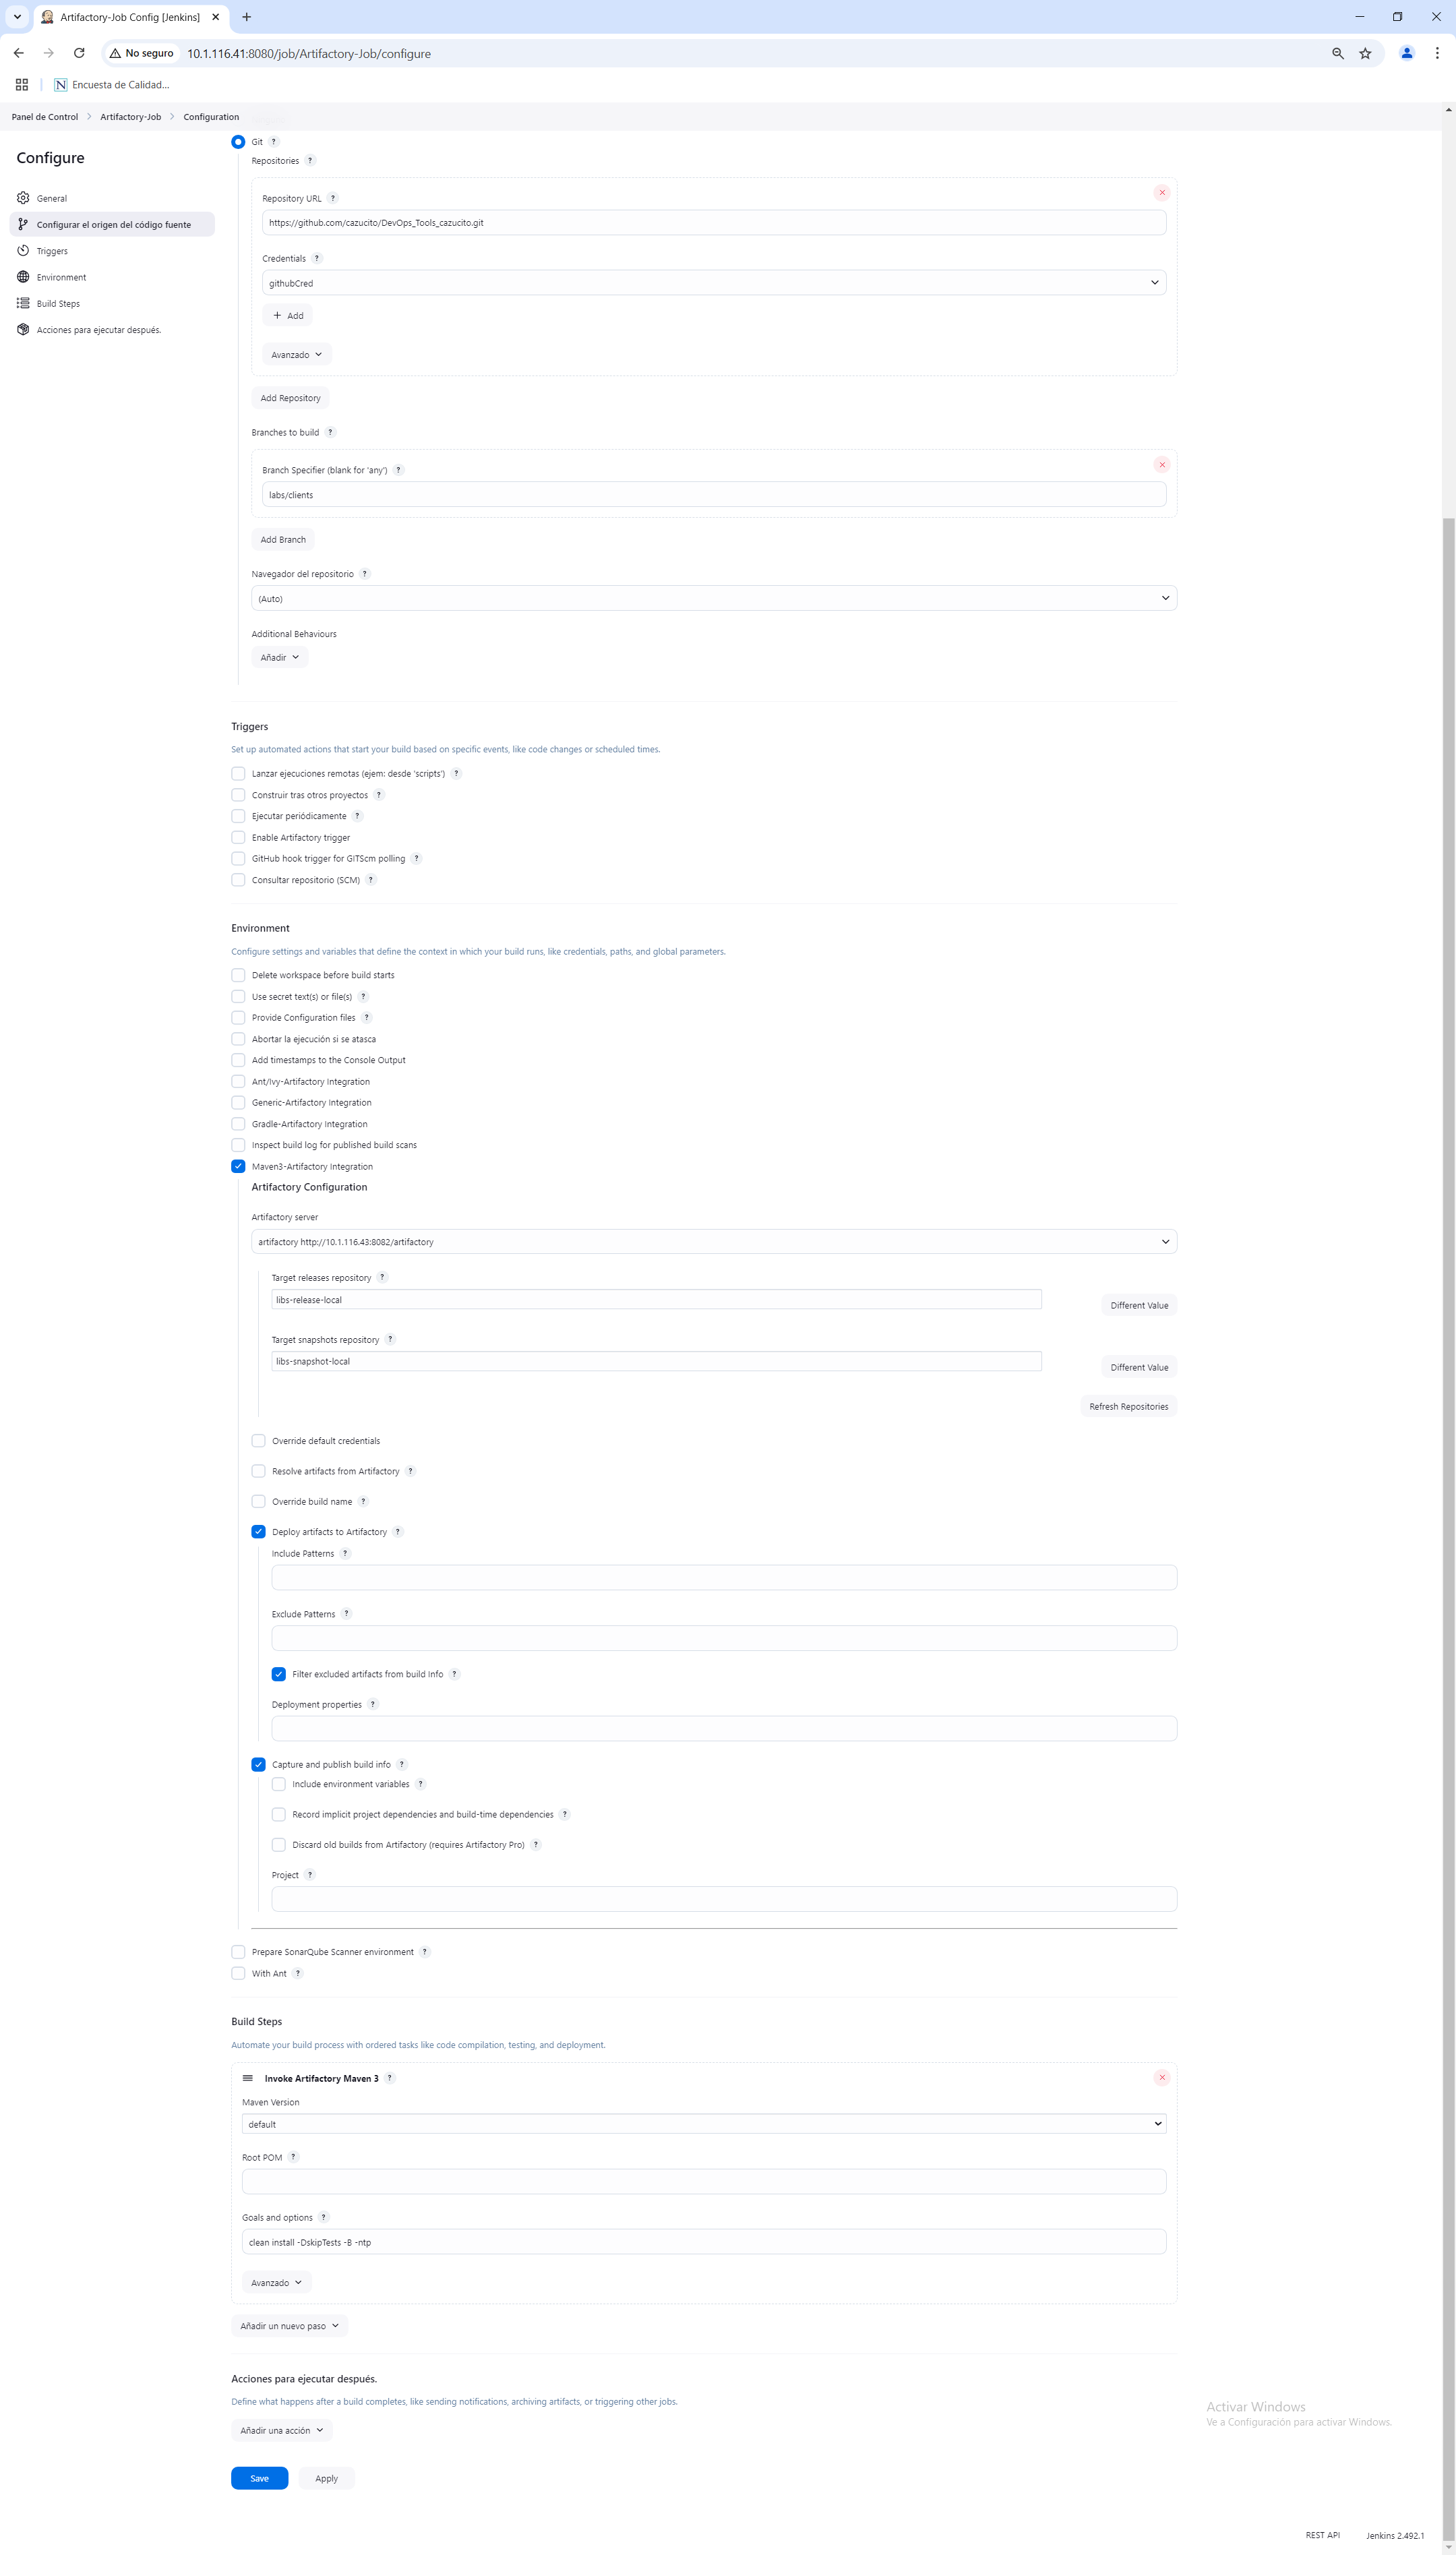 Artifactory-Job Config [Jenkins]
No seguro
10.1.116.41:8080/job/Artifactory-Job/configure
Encuesta de Calidad...
Panel de Control
Artifactory-Job
Configuration
Configure
General
Configurar el origen del código fuente
Triggers
Environment
Build Steps
Acciones para ejecutar después.
Git ?
Repositories ?
Repository URL ?
https://github.com/cazucito/DevOps_Tools_cazucito.git
Credentials ?
githubCred
+ Add
Avanzado
Add Repository
Branches to build ?
Branch Specifier (blank for 'any') ?
labs/clients
Add Branch
Navegador del repositorio ?
(Auto)
Additional Behaviours
Añadir
Triggers
Set up automated actions that start your build based on specific events, like code changes or scheduled times.
Lanzar ejecuciones remotas (ejem: desde 'scripts') ?
Construir tras otros proyectos ?
Ejecutar periódicamente ?
Enable Artifactory trigger
GitHub hook trigger for GITScm polling ?
Consultar repositorio (SCM) ?
Environment
Configure settings and variables that define the context in which your build runs, like credentials, paths, and global parameters.
Delete workspace before build starts
Use secret text(s) or file(s) ?
Provide Configuration files ?
Abortar la ejecución si se atasca
Add timestamps to the Console Output
Ant/Ivy-Artifactory Integration
Generic-Artifactory Integration
Gradle-Artifactory Integration
Inspect build log for published build scans
Maven3-Artifactory Integration
Artifactory Configuration
Artifactory server
artifactory http://10.1.116.43:8082/artifactory
Target releases repository ?
libs-release-local
Different Value
Target snapshots repository ?
libs-snapshot-local
Different Value
Refresh Repositories
Override default credentials
Resolve artifacts from Artifactory ?
Override build name ?
Deploy artifacts to Artifactory ?
Include Patterns ?
Exclude Patterns ?
Filter excluded artifacts from build Info ?
Deployment properties ?
Capture and publish build info ?
Include environment variables ?
Record implicit project dependencies and build-time dependencies ?
Discard old builds from Artifactory (requires Artifactory Pro) ?
Project ?
Prepare SonarQube Scanner environment ?
With Ant ?
Build Steps
Automate your build process with ordered tasks like code compilation, testing, and deployment.
Invoke Artifactory Maven 3 ?
Maven Version
default
Root POM ?
Goals and options ?
clean install -DskipTests -B -ntp
Avanzado
Añadir un nuevo paso
Acciones para ejecutar después.
Define what happens after a build completes, like sending notifications, archiving artifacts, or triggering other jobs.
Añadir una acción
Activar Windows
Ve a Configuración para activar Windows.
Save
Apply
REST API
Jenkins 2.492.1